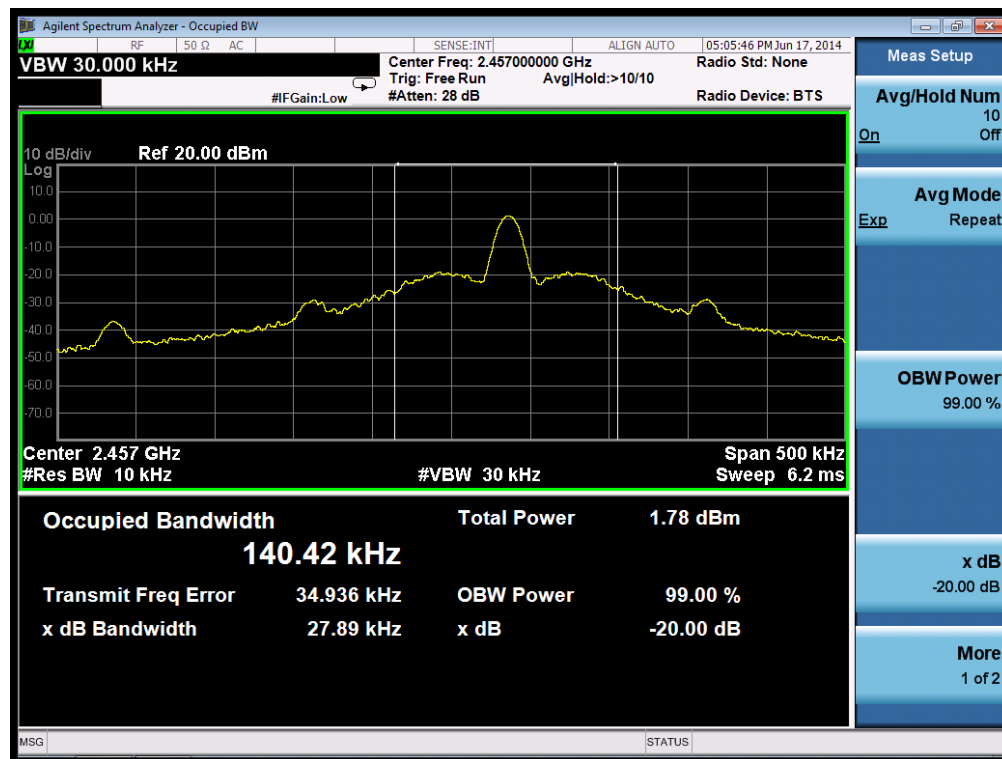 Agilent Spectrum Analyzer - Occupied BW
LXI RF 50 Ω AC SENSE:INT ALIGN AUTO 05:05:46 PM Jun 17, 2014
VBW 30.000 kHz
Center Freq: 2.457000000 GHz Radio Std: None
Trig: Free Run Avg|Hold:>10/10
#IFGain:Low #Atten: 28 dB Radio Device: BTS
10 dB/div Ref 20.00 dBm
Log
10.0
0.00
-10.0
-20.0
-30.0
-40.0
-50.0
-60.0
-70.0
Center 2.457 GHz Span 500 kHz
#Res BW 10 kHz #VBW 30 kHz Sweep 6.2 ms
Occupied Bandwidth Total Power 1.78 dBm
140.42 kHz
Transmit Freq Error 34.936 kHz OBW Power 99.00 %
x dB Bandwidth 27.89 kHz x dB -20.00 dB
Meas Setup
Avg/Hold Num
10
On Off
Avg Mode
Exp Repeat
OBW Power
99.00 %
x dB
-20.00 dB
More
1 of 2
MSG STATUS